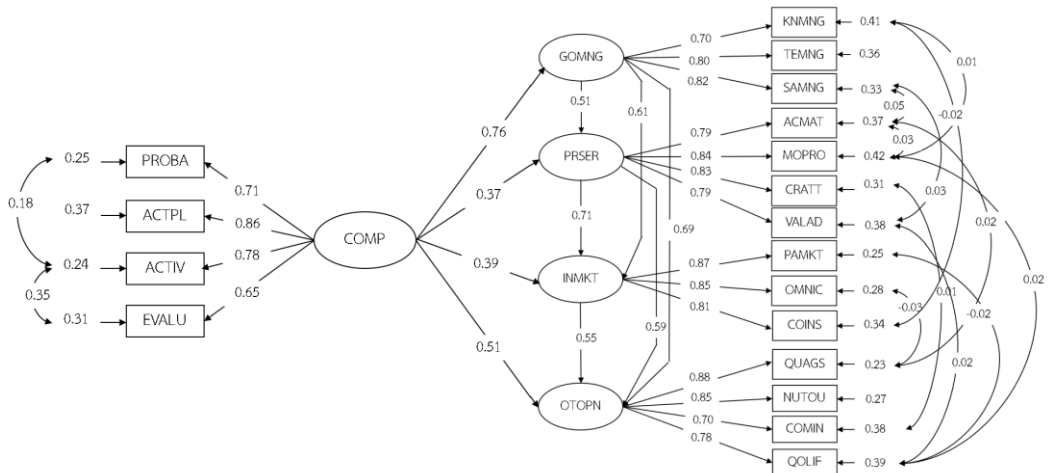 KNMNG
0.41
0.70
GOMNG
0.80
TEMNG
0.36
0.01
0.82
SAMNG
0.33
0.05
0.51
0.61
-0.02
0.79
ACMAT
0.37
0.03
0.76
0.25
PROBA
PRSER
0.84
MOPRO
0.42
0.71
0.37
0.83
CRATT
0.31
0.03
0.18
0.37
ACTPL
0.86
0.79
VALAD
0.38
0.02
COMP
0.71
0.69
0.78
0.39
0.87
PAMKT
0.25
0.24
ACTIV
INMKT
0.85
OMNIC
0.28
0.02
0.35
0.65
0.81
0.01
-0.03
0.31
EVALU
COINS
0.34
-0.02
0.59
0.51
0.55
0.88
QUAGS
0.23
0.02
OTOPN
0.85
NUTOU
0.27
0.70
COMIN
0.38
0.78
QOLIF
0.39